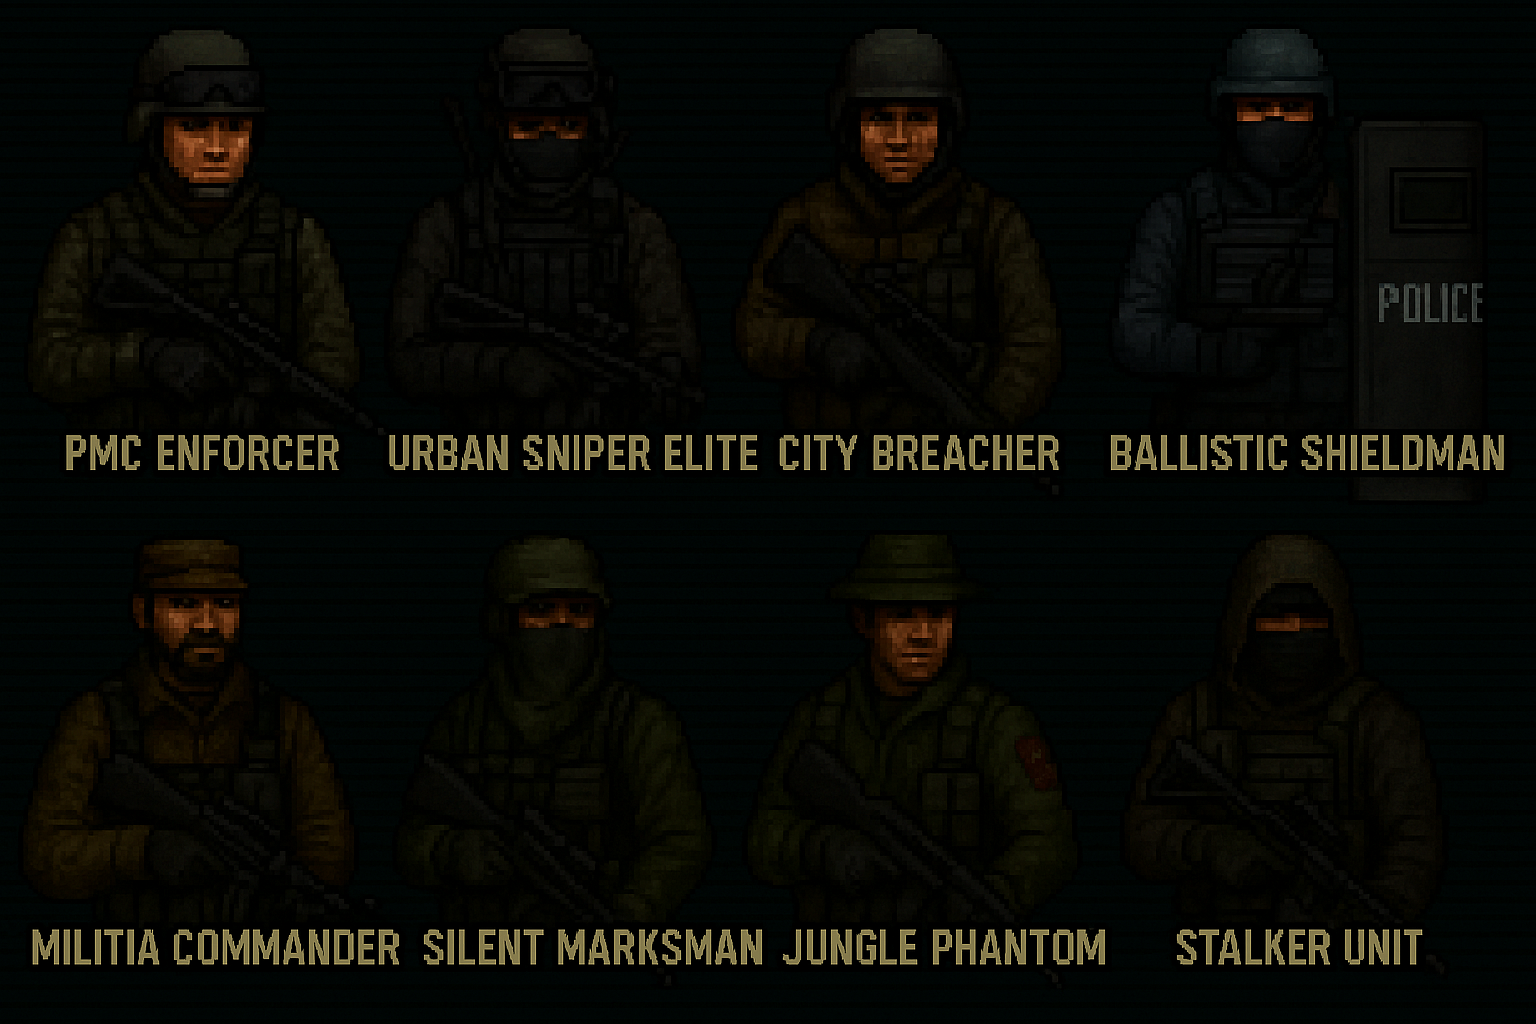 POLICE
PMC ENFORCER
URBAN SNIPER ELITE
CITY BREACHER
BALLISTIC SHIELDMAN
MILITIA COMMANDER
SILENT MARKSMAN
JUNGLE PHANTOM
STALKER UNIT